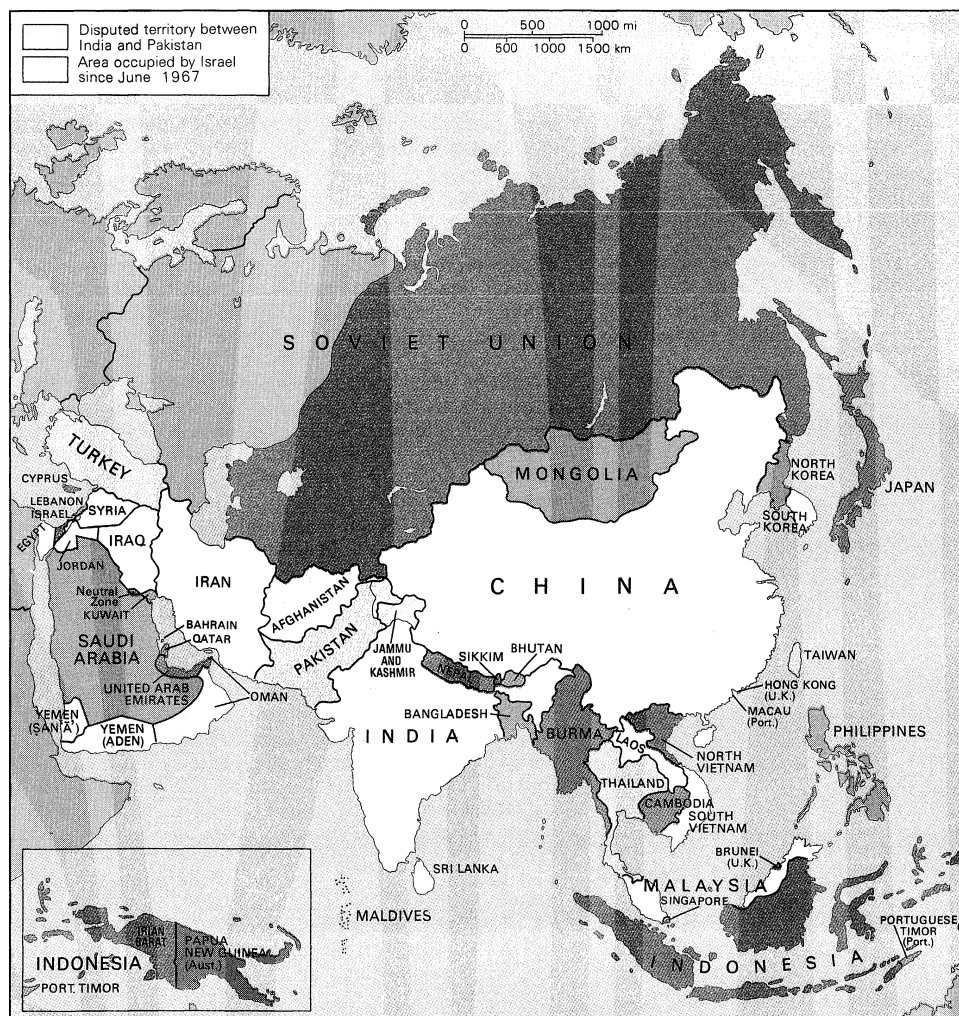 Disputed territory between
India and Pakistan
Area occupied by Israel
since June 1967
0 500 1000 mi
0 500 1000 1500 km
SOVIET UNION
TURKEY
CYPRUS
LEBANON
ISRAEL
SYRIA
EGYPT
IRAQ
JORDAN
Neutral
Zone
KUWAIT
IRAN
AFGHANISTAN
PAKISTAN
MONGOLIA
CHINA
NORTH
KOREA
SOUTH
KOREA
JAPAN
SAUDI
ARABIA
BAHRAIN
QATAR
UNITED ARAB
EMIRATES
OMAN
YEMEN
(ṢAN'Ā')
YEMEN
(ADEN)
JAMMU
AND
KASHMIR
SIKKIM
BHUTAN
NEPAL
BANGLADESH
INDIA
BURMA
LAOS
THAILAND
CAMBODIA
NORTH
VIETNAM
SOUTH
VIETNAM
TAIWAN
HONG KONG
(U.K.)
MACAU
(Port.)
PHILIPPINES
SRI LANKA
MALDIVES
BRUNEI
(U.K.)
MALAYSIA
SINGAPORE
INDONESIA
PORTUGUESE
TIMOR
(Port.)
IRIAN
BARAT
PAPUA
NEW GUINEA
(Aust.)
INDONESIA
PORT. TIMOR